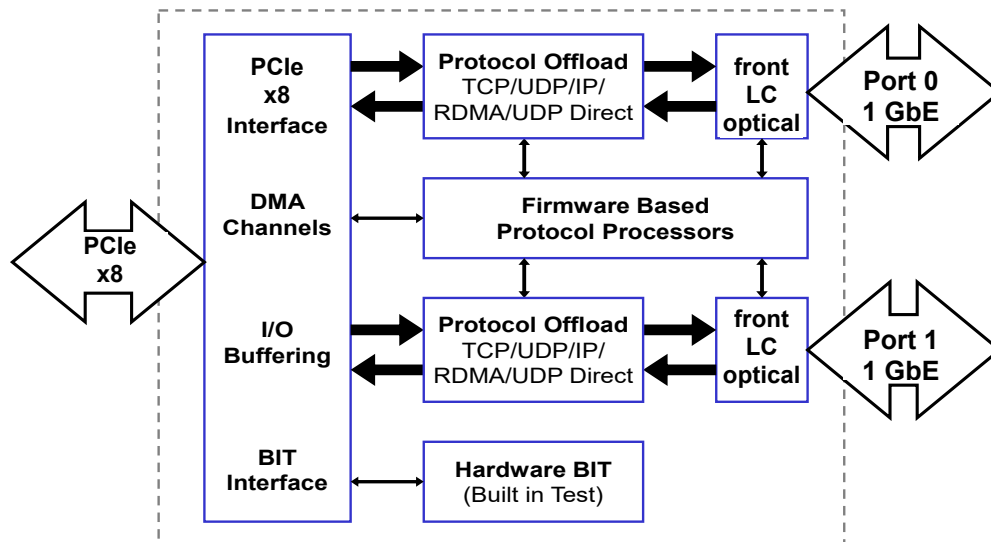 PCIe
x8
PCIe
x8
Interface
DMA
Channels
I/O
Buffering
BIT
Interface
Protocol Offload
TCP/UDP/IP/
RDMA/UDP Direct
front
LC
optical
Port 0
1 GbE
Firmware Based
Protocol Processors
Protocol Offload
TCP/UDP/IP/
RDMA/UDP Direct
front
LC
optical
Port 1
1 GbE
Hardware BIT
(Built in Test)